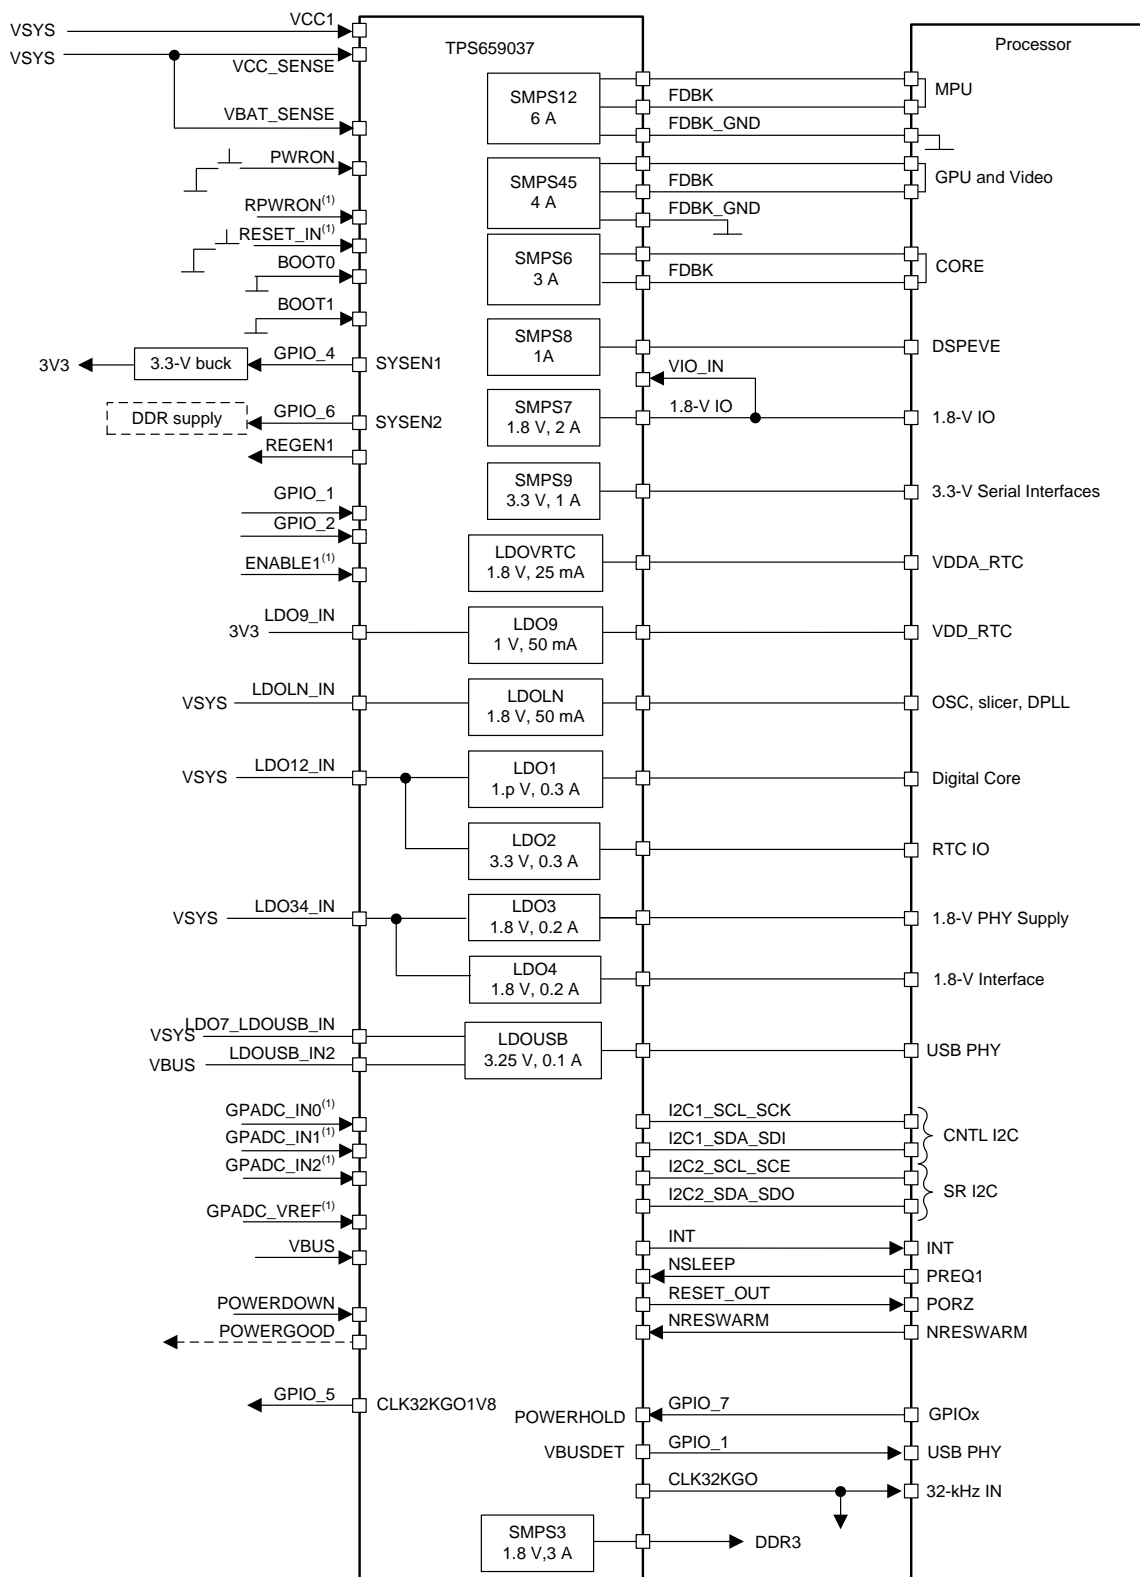 VCC1
VSYS
VSYS
VCC_SENSE
VBAT_SENSE
PWRON
RPWRON(1)
RESET_IN(1)
BOOT0
BOOT1
GPIO_4
SYSEN1
3.3-V buck
3V3
GPIO_6
SYSEN2
DDR supply
REGEN1
GPIO_1
GPIO_2
ENABLE1(1)
LDO9_IN
3V3
LDOLN_IN
VSYS
LDO12_IN
VSYS
LDO34_IN
VSYS
LDO7_LDOUSB_IN
VSYS
LDOUSB_IN2
VBUS
GPADC_IN0(1)
GPADC_IN1(1)
GPADC_IN2(1)
GPADC_VREF(1)
VBUS
POWERDOWN
POWERGOOD
GPIO_5
CLK32KGO1V8
TPS659037
SMPS12
6 A
SMPS45
4 A
SMPS6
3 A
SMPS8
1A
SMPS7
1.8 V, 2 A
SMPS9
3.3 V, 1 A
LDOVRTC
1.8 V, 25 mA
LDO9
1 V, 50 mA
LDOLN
1.8 V, 50 mA
LDO1
1.p V, 0.3 A
LDO2
3.3 V, 0.3 A
LDO3
1.8 V, 0.2 A
LDO4
1.8 V, 0.2 A
LDOUSB
3.25 V, 0.1 A
POWERHOLD
VBUSDET
SMPS3
1.8 V,3 A
FDBK
FDBK_GND
FDBK
FDBK_GND
FDBK
VIO_IN
1.8-V IO
I2C1_SCL_SCK
I2C1_SDA_SDI
I2C2_SCL_SCE
I2C2_SDA_SDO
INT
NSLEEP
RESET_OUT
NRESWARM
GPIO_7
GPIO_1
CLK32KGO
DDR3
Processor
MPU
GPU and Video
CORE
DSPEVE
1.8-V IO
3.3-V Serial Interfaces
VDDA_RTC
VDD_RTC
OSC, slicer, DPLL
Digital Core
RTC IO
1.8-V PHY Supply
1.8-V Interface
USB PHY
CNTL I2C
SR I2C
INT
PREQ1
PORZ
NRESWARM
GPIOx
USB PHY
32-kHz IN